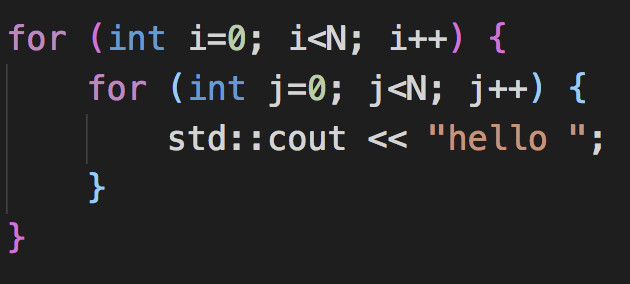 for (int i=0; i<N; i++) {
    for (int j=0; j<N; j++) {
        std::cout << "hello ";
    }
}